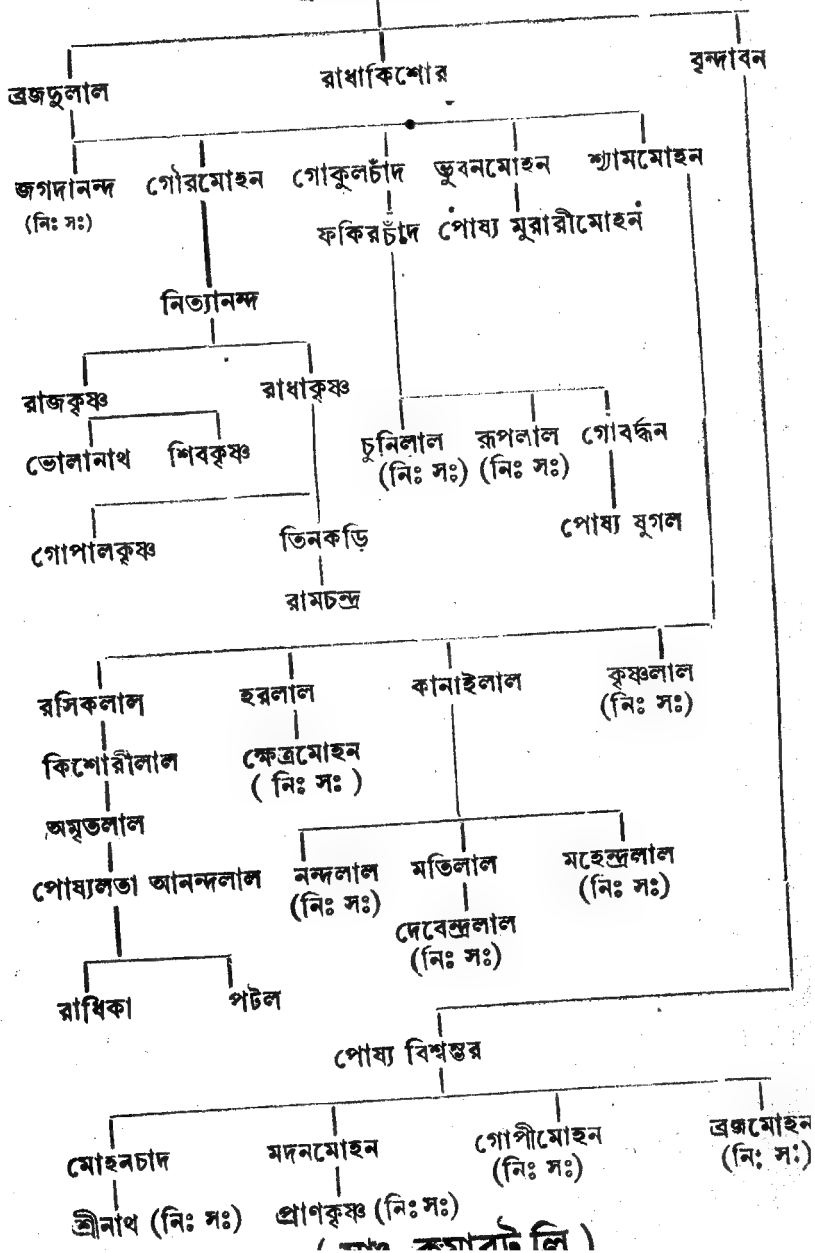 ব্রজদুলাল রাধাকিশোর বৃন্দাবন
জগদানন্দ গৌরমোহন গোকুলচাঁদ ভুবনমোহন শ্যামমোহন
(নিঃ সঃ)
ফকিরচাঁদ পোষ্য মুরারীমোহন
নিত্যানন্দ
রাজকৃষ্ণ রাধাকৃষ্ণ
ভোলানাথ শিবকৃষ্ণ চুনিলাল রূপলাল গোবর্দ্ধন
(নিঃ সঃ) (নিঃ সঃ)
গোপালকৃষ্ণ তিনকড়ি পোষ্য যুগল
রামচন্দ্র
রসিকলাল হরলাল কানাইলাল কৃষ্ণলাল
(নিঃ সঃ)
কিশোরীলাল ক্ষেত্রমোহন
( নিঃ সঃ )
অমৃতলাল
পোষ্যলতা আনন্দলাল নন্দলাল মতিলাল মহেন্দ্রলাল
(নিঃ সঃ) (নিঃ সঃ)
দেবেন্দ্রলাল
(নিঃ সঃ)
রাধিকা পটল
পোষ্য বিশ্বম্ভর
মোহনচাদ মদনমোহন গোপীমোহন ব্রজমোহন
(নিঃ সঃ) (নিঃ সঃ)
শ্রীনাথ (নিঃ সঃ) প্রাণকৃষ্ণ (নিঃ সঃ)